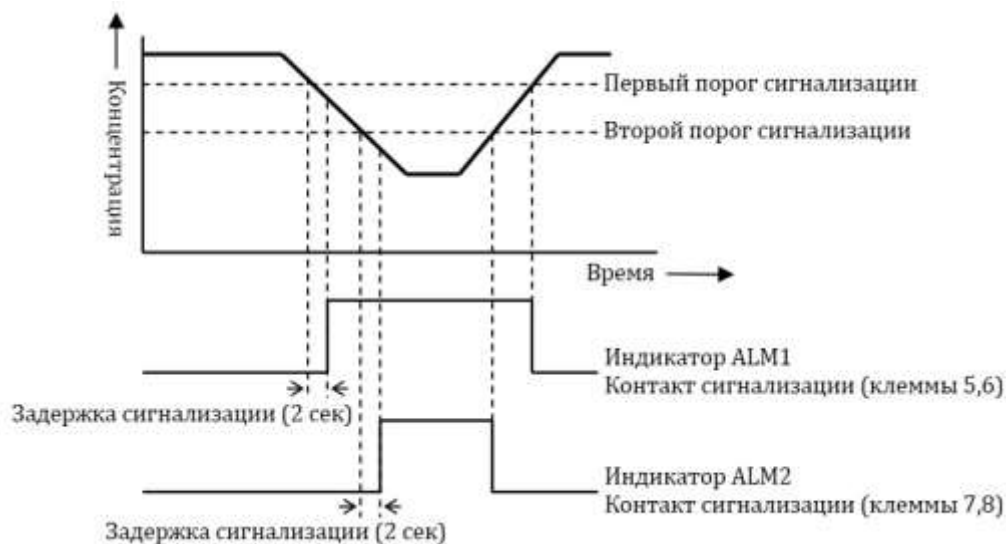 Концентрация
Первый порог сигнализации
Второй порог сигнализации
Время
Индикатор ALM1
Контакт сигнализации (клеммы 5,6)
Задержка сигнализации (2 сек)
Индикатор ALM2
Контакт сигнализации (клеммы 7,8)
Задержка сигнализации (2 сек)